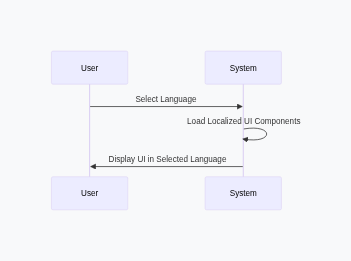 User
System
Select Language
Load Localized UI Components
Display UI in Selected Language
User
System